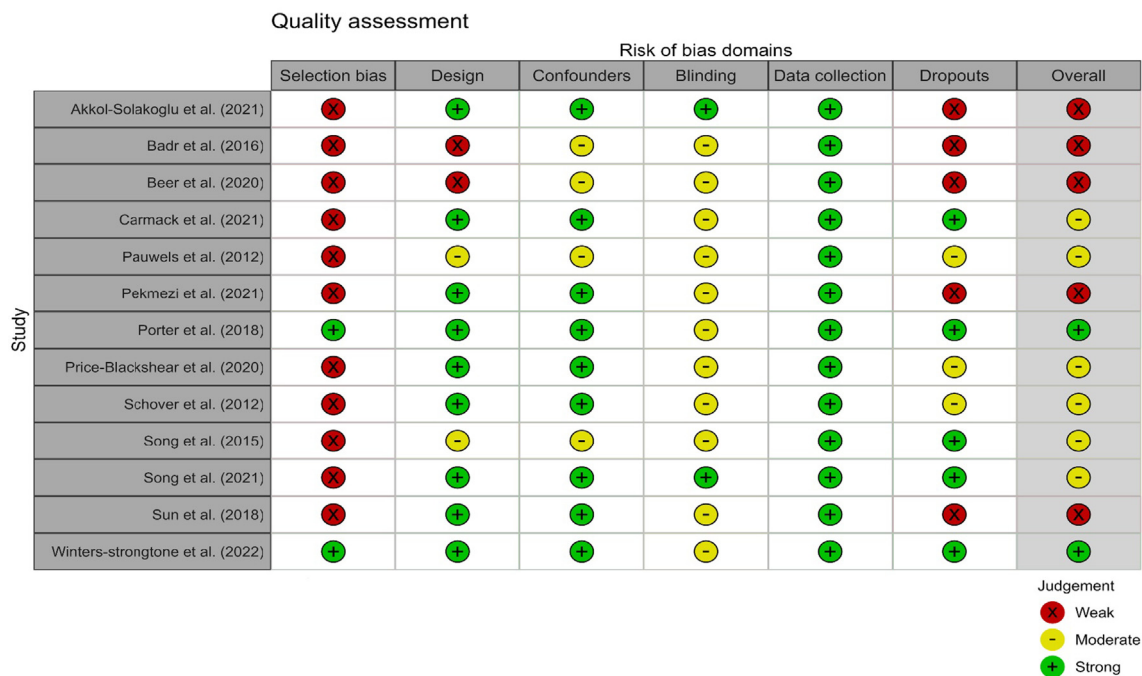 Quality assessment
Risk of bias domains
Selection bias Design Confounders Blinding Data collection Dropouts Overall
Study
Akkol-Solakoglu et al. (2021) X + + + + X X
Badr et al. (2016) X X - - + X X
Beer et al. (2020) X X - - + X X
Carmack et al. (2021) X + + - + + -
Pauwels et al. (2012) X - - - + - -
Pekmezi et al. (2021) X + + - + X X
Porter et al. (2018) + + + - + + +
Price-Blackshear et al. (2020) X + + - + - -
Schover et al. (2012) X + + - + - -
Song et al. (2015) X - - - + + -
Song et al. (2021) X + + + + + -
Sun et al. (2018) X + + - + X X
Winters-strongtone et al. (2022) + + + - + + +
Judgement
X Weak
- Moderate
+ Strong